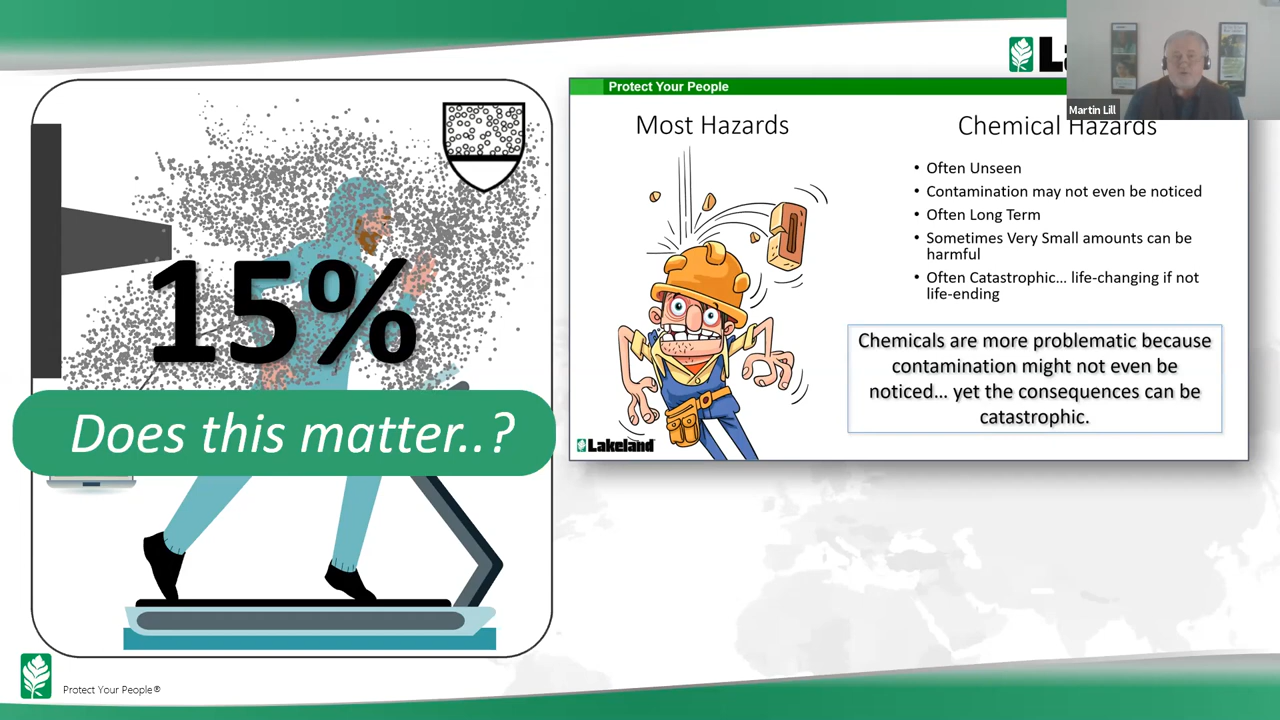 15%
Does this matter..?
Protect Your People
Most Hazards
Chemical Hazards
• Often Unseen
• Contamination may not even be noticed
• Often Long Term
• Sometimes Very Small amounts can be
harmful
• Often Catastrophic... life-changing if not
life-ending
Chemicals are more problematic because
contamination might not even be
noticed... yet the consequences can be
catastrophic.
Lakeland
Martin Lill
Protect Your People®